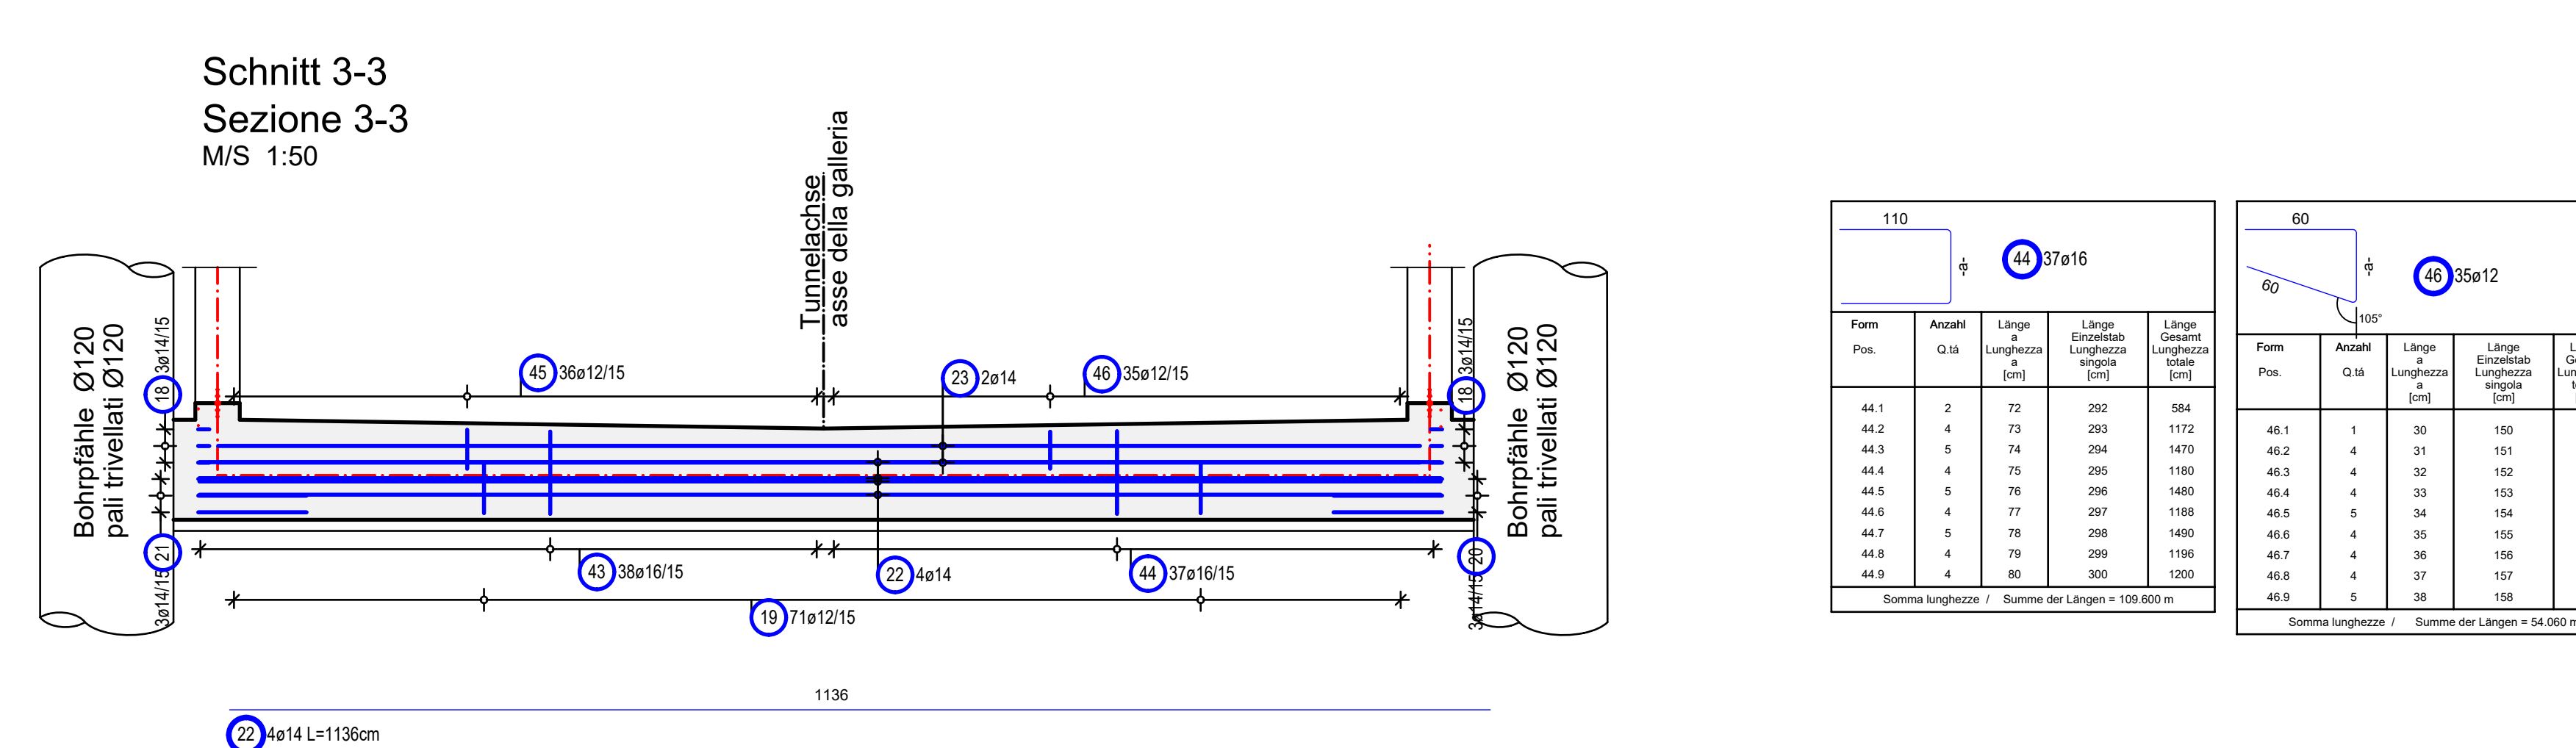 Schnitt 3-3
Sezione 3-3
M/S 1:50
Tunnelachse
asse della galleria
Bohrpfähle Ø120
pali trivellati Ø120
18 3ø14/15
45 36ø12/15
23 2ø14
46 35ø12/15
18 3ø14/15
Bohrpfähle Ø120
pali trivellati Ø120
3ø14/15 21
43 38ø16/15
22 4ø14
44 37ø16/15
3ø14/15 20
19 71ø12/15
1136
22 4ø14 L=1136cm
110
-a-
44 37ø16
Form Anzahl Länge Länge Länge
a Einzelstab Gesamt
Pos. Q.tá Lunghezza Lunghezza Lunghezza
a singola totale
[cm] [cm] [cm]
44.1 2 72 292 584
44.2 4 73 293 1172
44.3 5 74 294 1470
44.4 4 75 295 1180
44.5 5 76 296 1480
44.6 4 77 297 1188
44.7 5 78 298 1490
44.8 4 79 299 1196
44.9 4 80 300 1200
Somma lunghezze / Summe der Längen = 109.600 m
60
-a-
60
105°
46 35ø12
Form Anzahl Länge Länge
a Einzelstab
Pos. Q.tá Lunghezza Lunghezza
a singola
[cm] [cm]
46.1 1 30 150
46.2 4 31 151
46.3 4 32 152
46.4 4 33 153
46.5 5 34 154
46.6 4 35 155
46.7 4 36 156
46.8 4 37 157
46.9 5 38 158
Somma lunghezze / Summe der Längen = 54.060 m